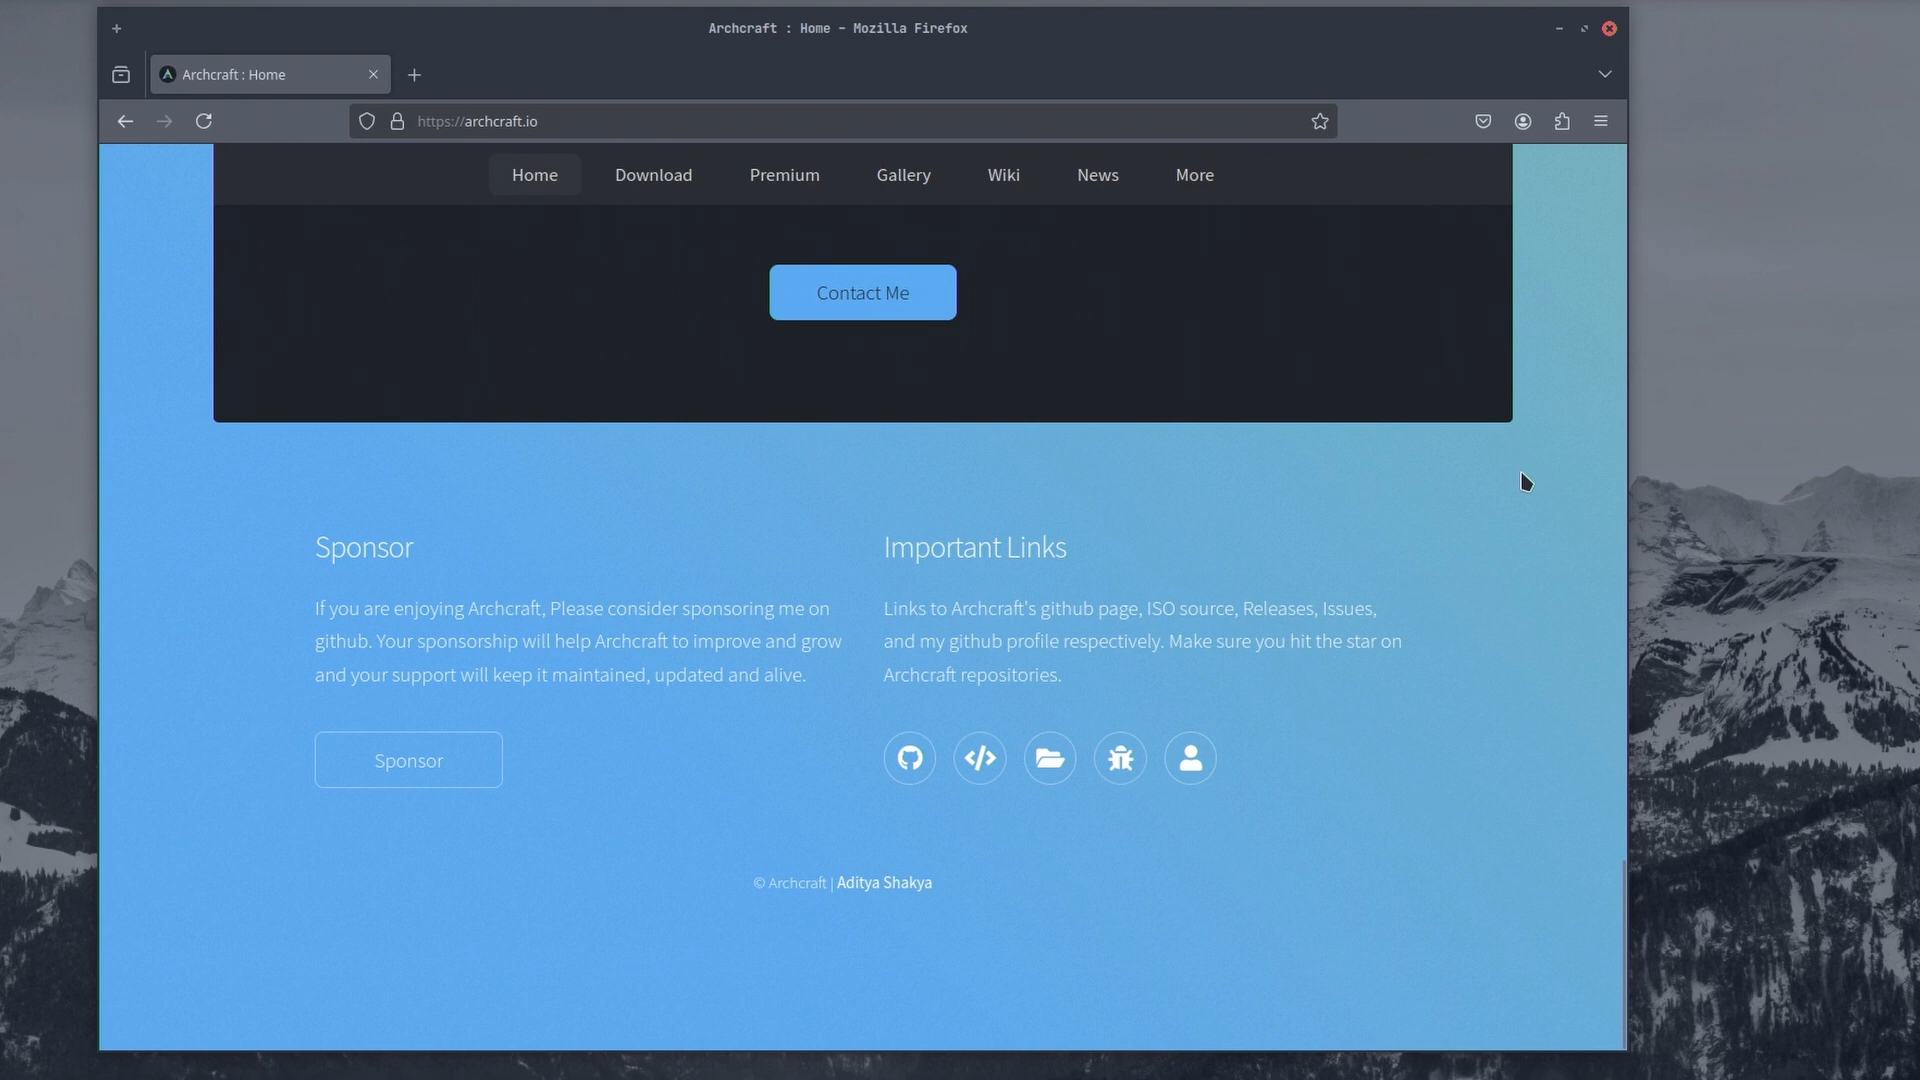 Archcraft : Home — Mozilla Firefox
Archcraft : Home
https://archcraft.io
Home Download Premium Gallery Wiki News More
Contact Me
Sponsor
If you are enjoying Archcraft, Please consider sponsoring me on
github. Your sponsorship will help Archcraft to improve and grow
and your support will keep it maintained, updated and alive.
Sponsor
Important Links
Links to Archcraft's github page, ISO source, Releases, Issues,
and my github profile respectively. Make sure you hit the star on
Archcraft repositories.
© Archcraft | Aditya Shakya